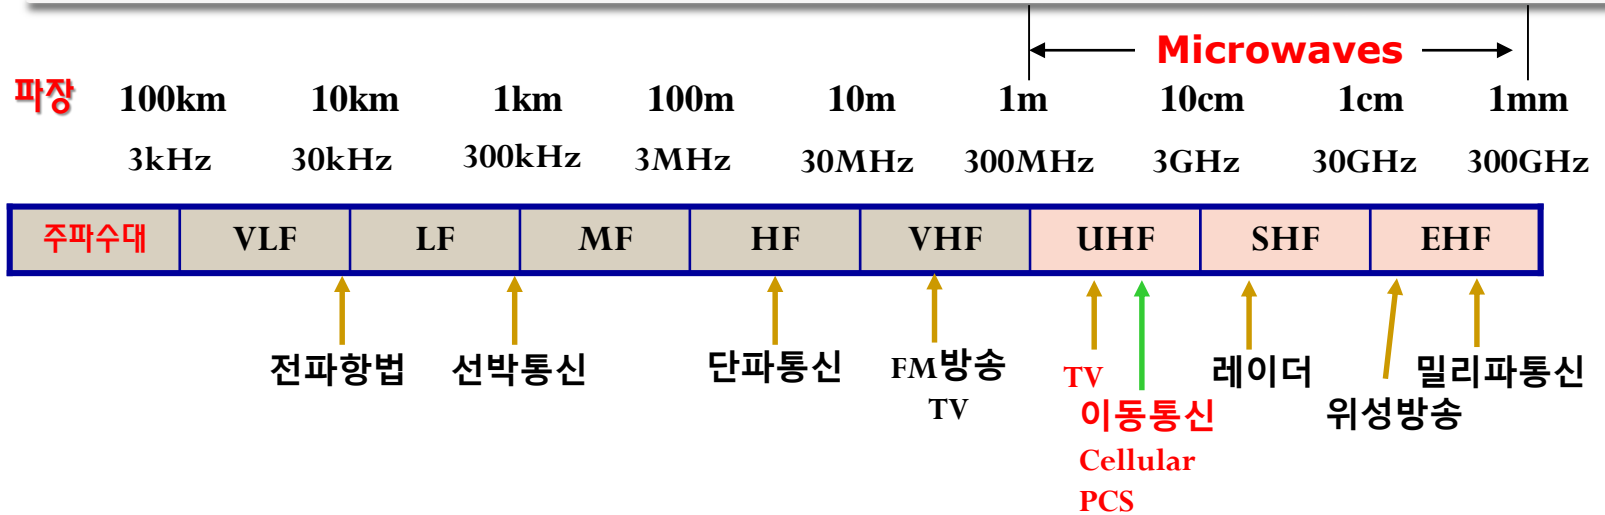 Microwaves
파장 100km 10km 1km 100m 10m 1m 10cm 1cm 1mm
3kHz 30kHz 300kHz 3MHz 30MHz 300MHz 3GHz 30GHz 300GHz
주파수대 VLF LF MF HF VHF UHF SHF EHF
전파항법 선박통신 단파통신 FM방송 TV 레이더 밀리파통신
TV 이동통신 위성방송
Cellular
PCS